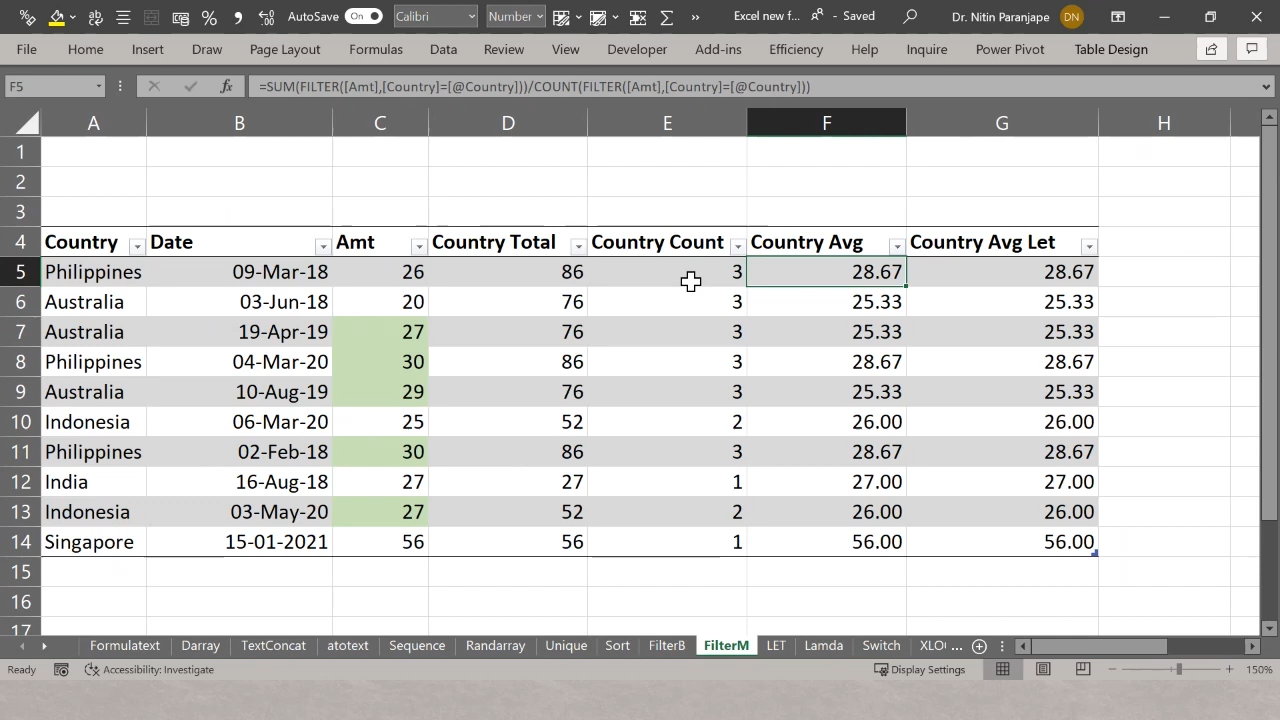 AutoSave On Calibri Number Excel new f... - Saved Dr. Nitin Paranjape DN
File Home Insert Draw Page Layout Formulas Data Review View Developer Add-ins Efficiency Help Inquire Power Pivot Table Design
F5 fx =SUM(FILTER([Amt],[Country]=[@Country]))/COUNT(FILTER([Amt],[Country]=[@Country]))
A B C D E F G H
1
2
3
4 Country Date Amt Country Total Country Count Country Avg Country Avg Let
5 Philippines 09-Mar-18 26 86 3 28.67 28.67
6 Australia 03-Jun-18 20 76 3 25.33 25.33
7 Australia 19-Apr-19 27 76 3 25.33 25.33
8 Philippines 04-Mar-20 30 86 3 28.67 28.67
9 Australia 10-Aug-19 29 76 3 25.33 25.33
10 Indonesia 06-Mar-20 25 52 2 26.00 26.00
11 Philippines 02-Feb-18 30 86 3 28.67 28.67
12 India 16-Aug-18 27 27 1 27.00 27.00
13 Indonesia 03-May-20 27 52 2 26.00 26.00
14 Singapore 15-01-2021 56 56 1 56.00 56.00
15
16
17
Formulatext Darray TextConcat atotext Sequence Randarray Unique Sort FilterB FilterM LET Lamda Switch XLO ...
Ready Accessibility: Investigate Display Settings 150%